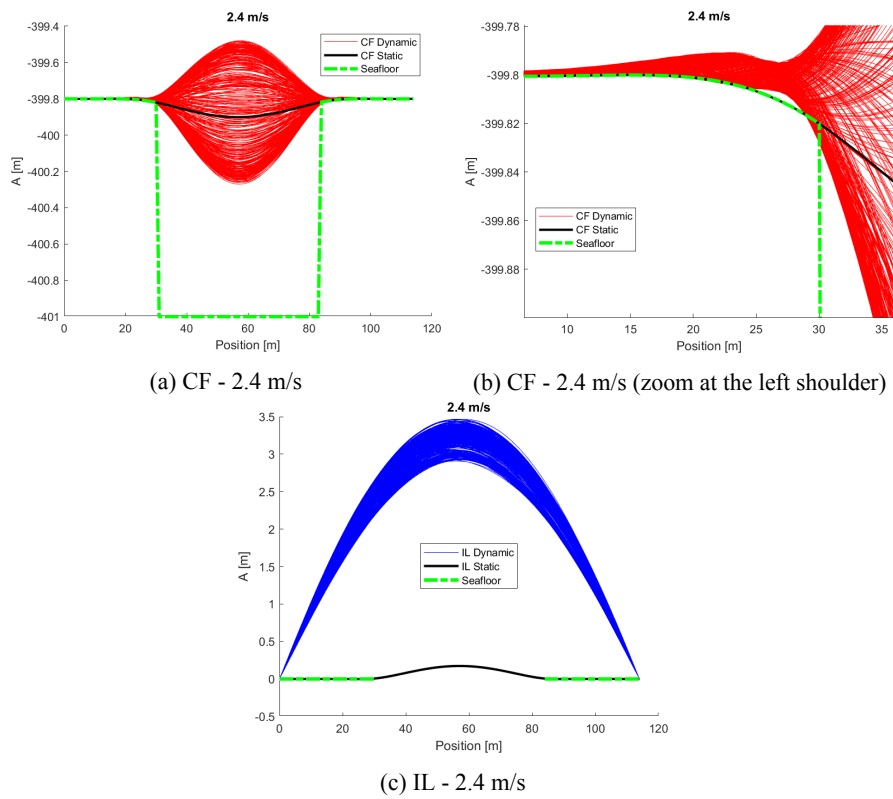 2.4 m/s
A [m]
-399.4
-399.6
-399.8
-400
-400.2
-400.4
-400.6
-400.8
-401
CF Dynamic
CF Static
Seafloor
0 20 40 60 80 100 120
Position [m]
(a) CF - 2.4 m/s
2.4 m/s
A [m]
-399.78
-399.8
-399.82
-399.84
-399.86
-399.88
CF Dynamic
CF Static
Seafloor
10 15 20 25 30 35
Position [m]
(b) CF - 2.4 m/s (zoom at the left shoulder)
2.4 m/s
A [m]
3.5
3
2.5
2
1.5
1
0.5
0
-0.5
IL Dynamic
IL Static
Seafloor
0 20 40 60 80 100 120
Position [m]
(c) IL - 2.4 m/s